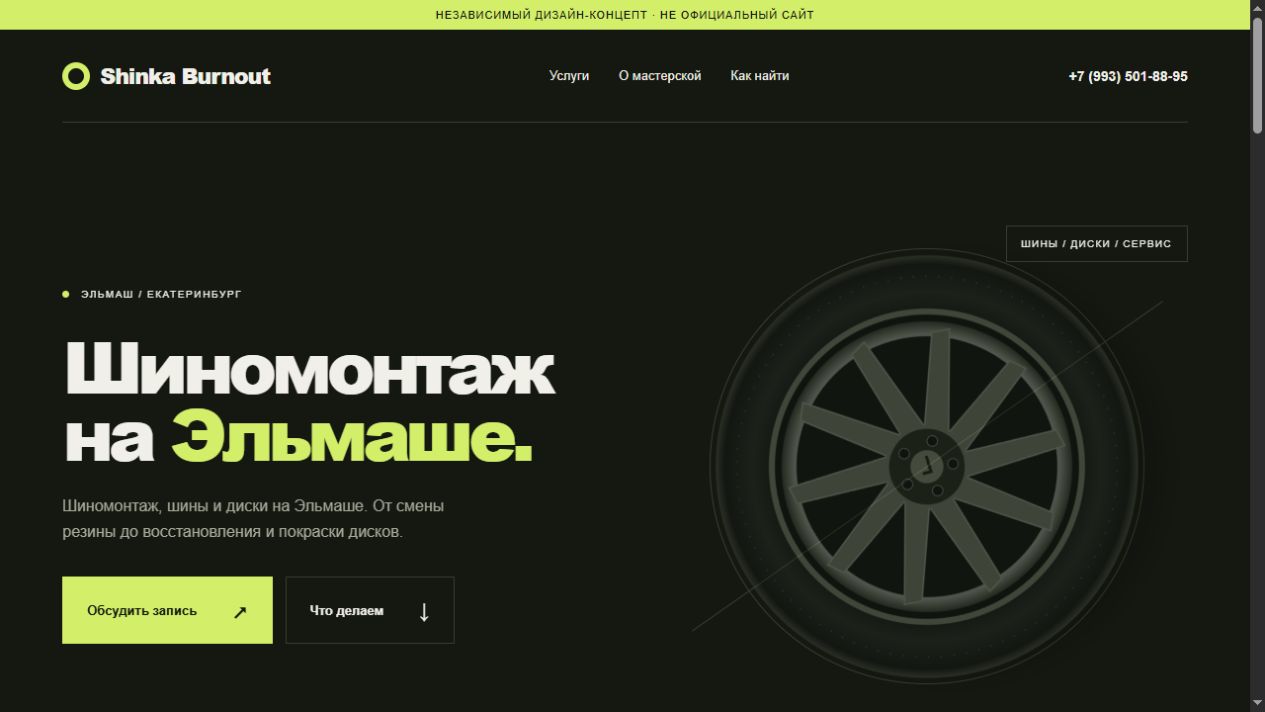 НЕЗАВИСИМЫЙ ДИЗАЙН-КОНЦЕПТ · НЕ ОФИЦИАЛЬНЫЙ САЙТ
Shinka Burnout
Услуги
О мастерской
Как найти
+7 (993) 501-88-95
ШИНЫ / ДИСКИ / СЕРВИС
ЭЛЬМАШ / ЕКАТЕРИНБУРГ
Шиномонтаж
на Эльмаше.
Шиномонтаж, шины и диски на Эльмаше. От смены
резины до восстановления и покраски дисков.
Обсудить запись ↗
Что делаем ↓